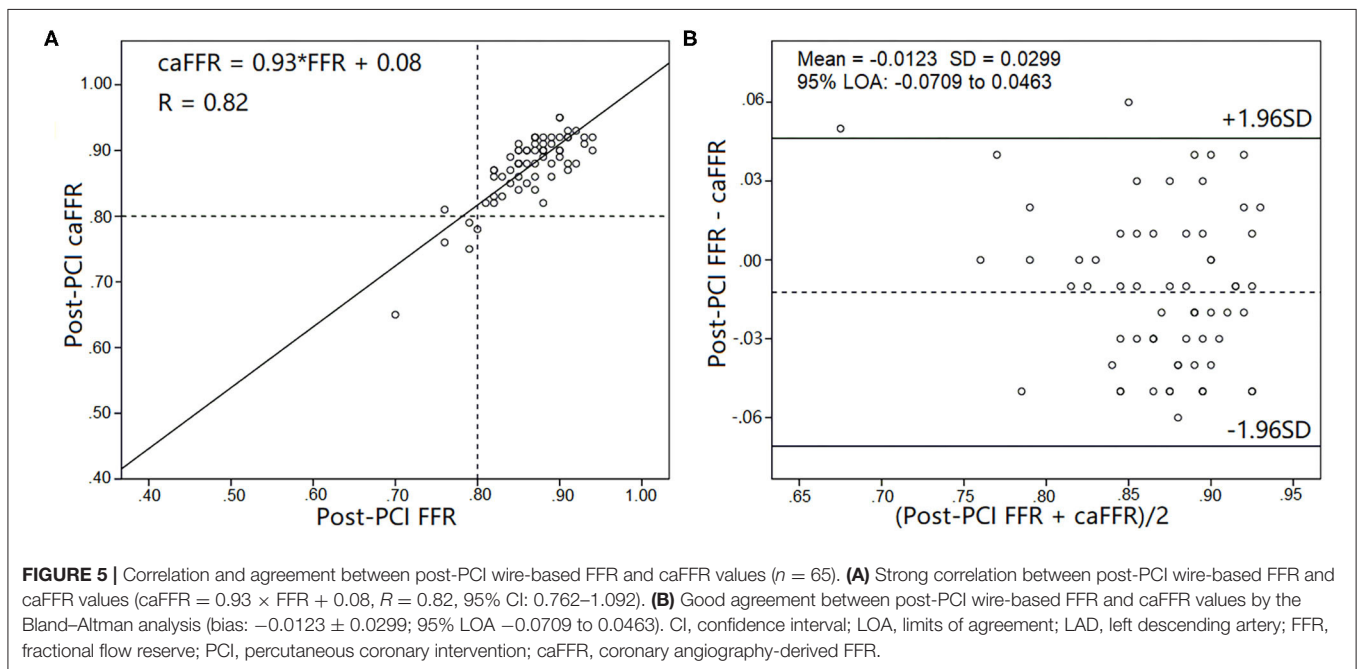 A
caFFR = 0.93*FFR + 0.08
R = 0.82
Post-PCI caFFR
1.00
.90
.80
.70
.60
.50
.40
.40 .50 .60 .70 .80 .90 1.00
Post-PCI FFR
B
Mean = -0.0123 SD = 0.0299
95% LOA: -0.0709 to 0.0463
+1.96SD
-1.96SD
Post-PCI FFR - caFFR
.06
.03
.00
-.03
-.06
.65 .70 .75 .80 .85 .90 .95
(Post-PCI FFR + caFFR)/2
FIGURE 5 | Correlation and agreement between post-PCI wire-based FFR and caFFR values (n = 65). (A) Strong correlation between post-PCI wire-based FFR and
caFFR values (caFFR = 0.93 × FFR + 0.08, R = 0.82, 95% CI: 0.762–1.092). (B) Good agreement between post-PCI wire-based FFR and caFFR values by the
Bland–Altman analysis (bias: −0.0123 ± 0.0299; 95% LOA −0.0709 to 0.0463). CI, confidence interval; LOA, limits of agreement; LAD, left descending artery; FFR,
fractional flow reserve; PCI, percutaneous coronary intervention; caFFR, coronary angiography-derived FFR.